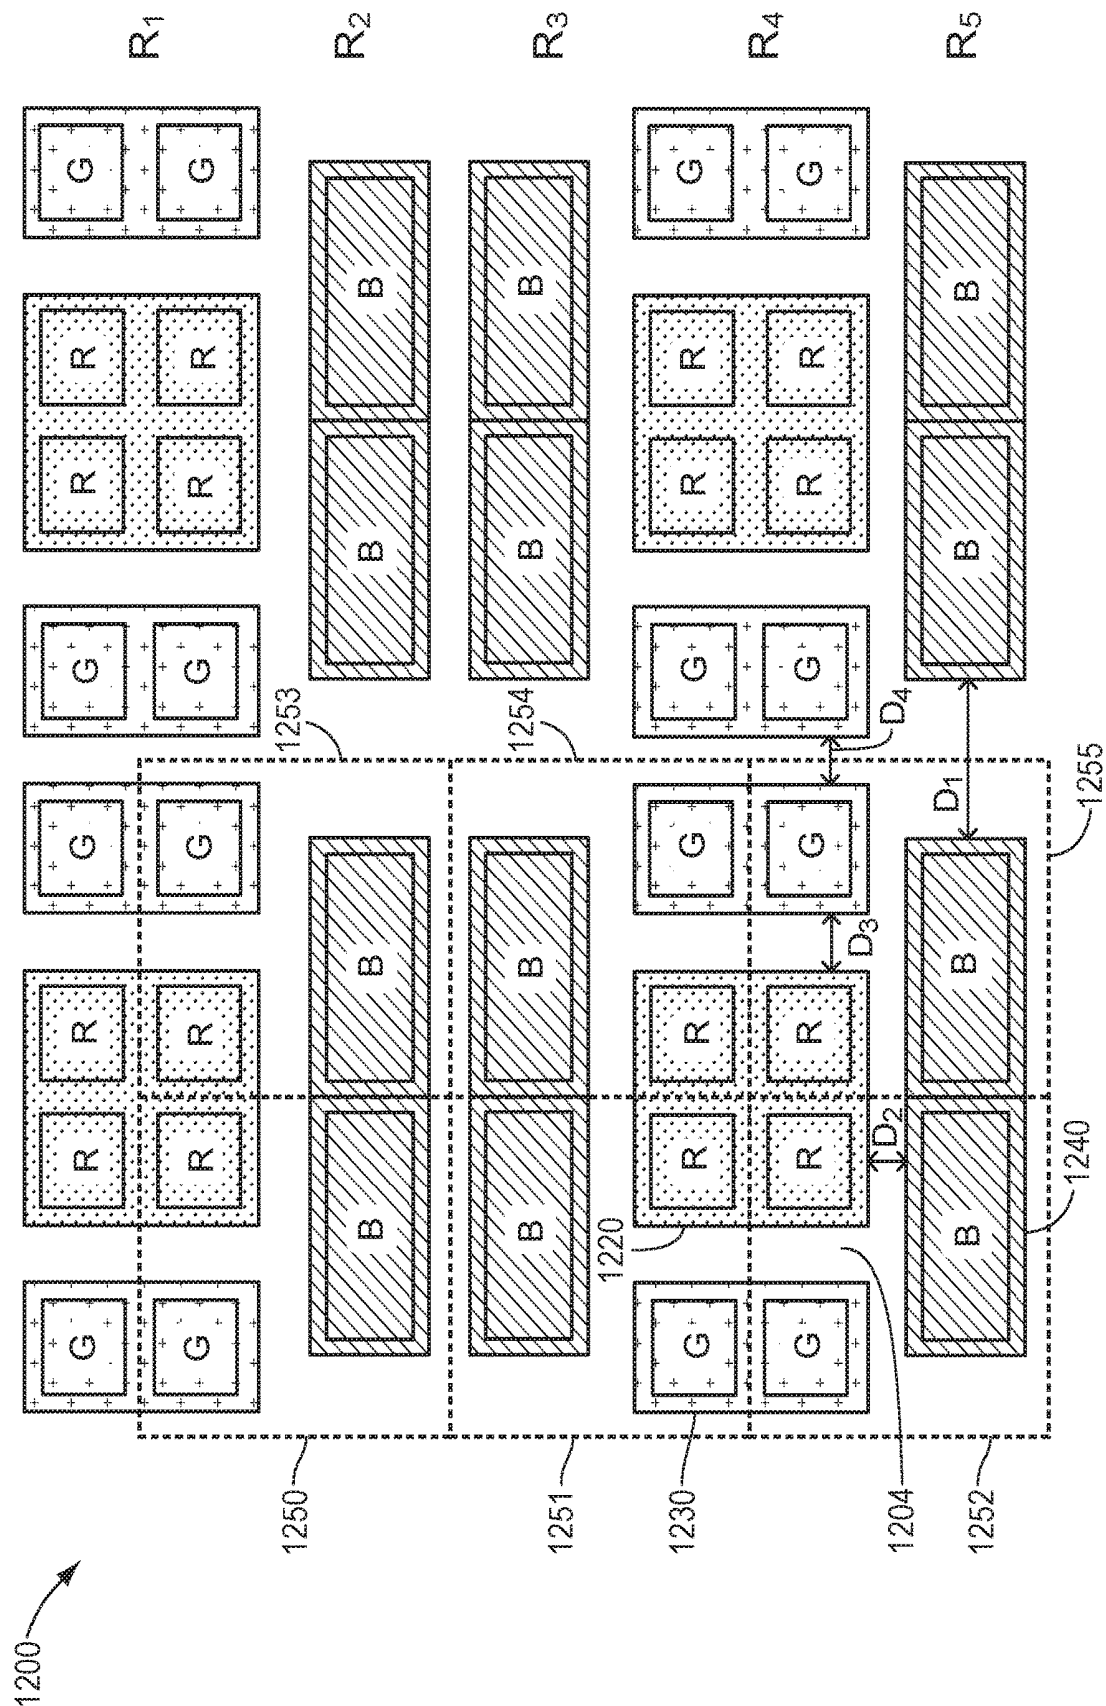 1200
G R R G G R R G
R1
G R R G G R R G
1250
1253
B B B B R2
1251
B B B B R3
1254
1220
1230
G R R G G R R G
R4
G R R G G R R G
D3
D2
D4
1204
D1
1252
B B B B R5
1240
1255